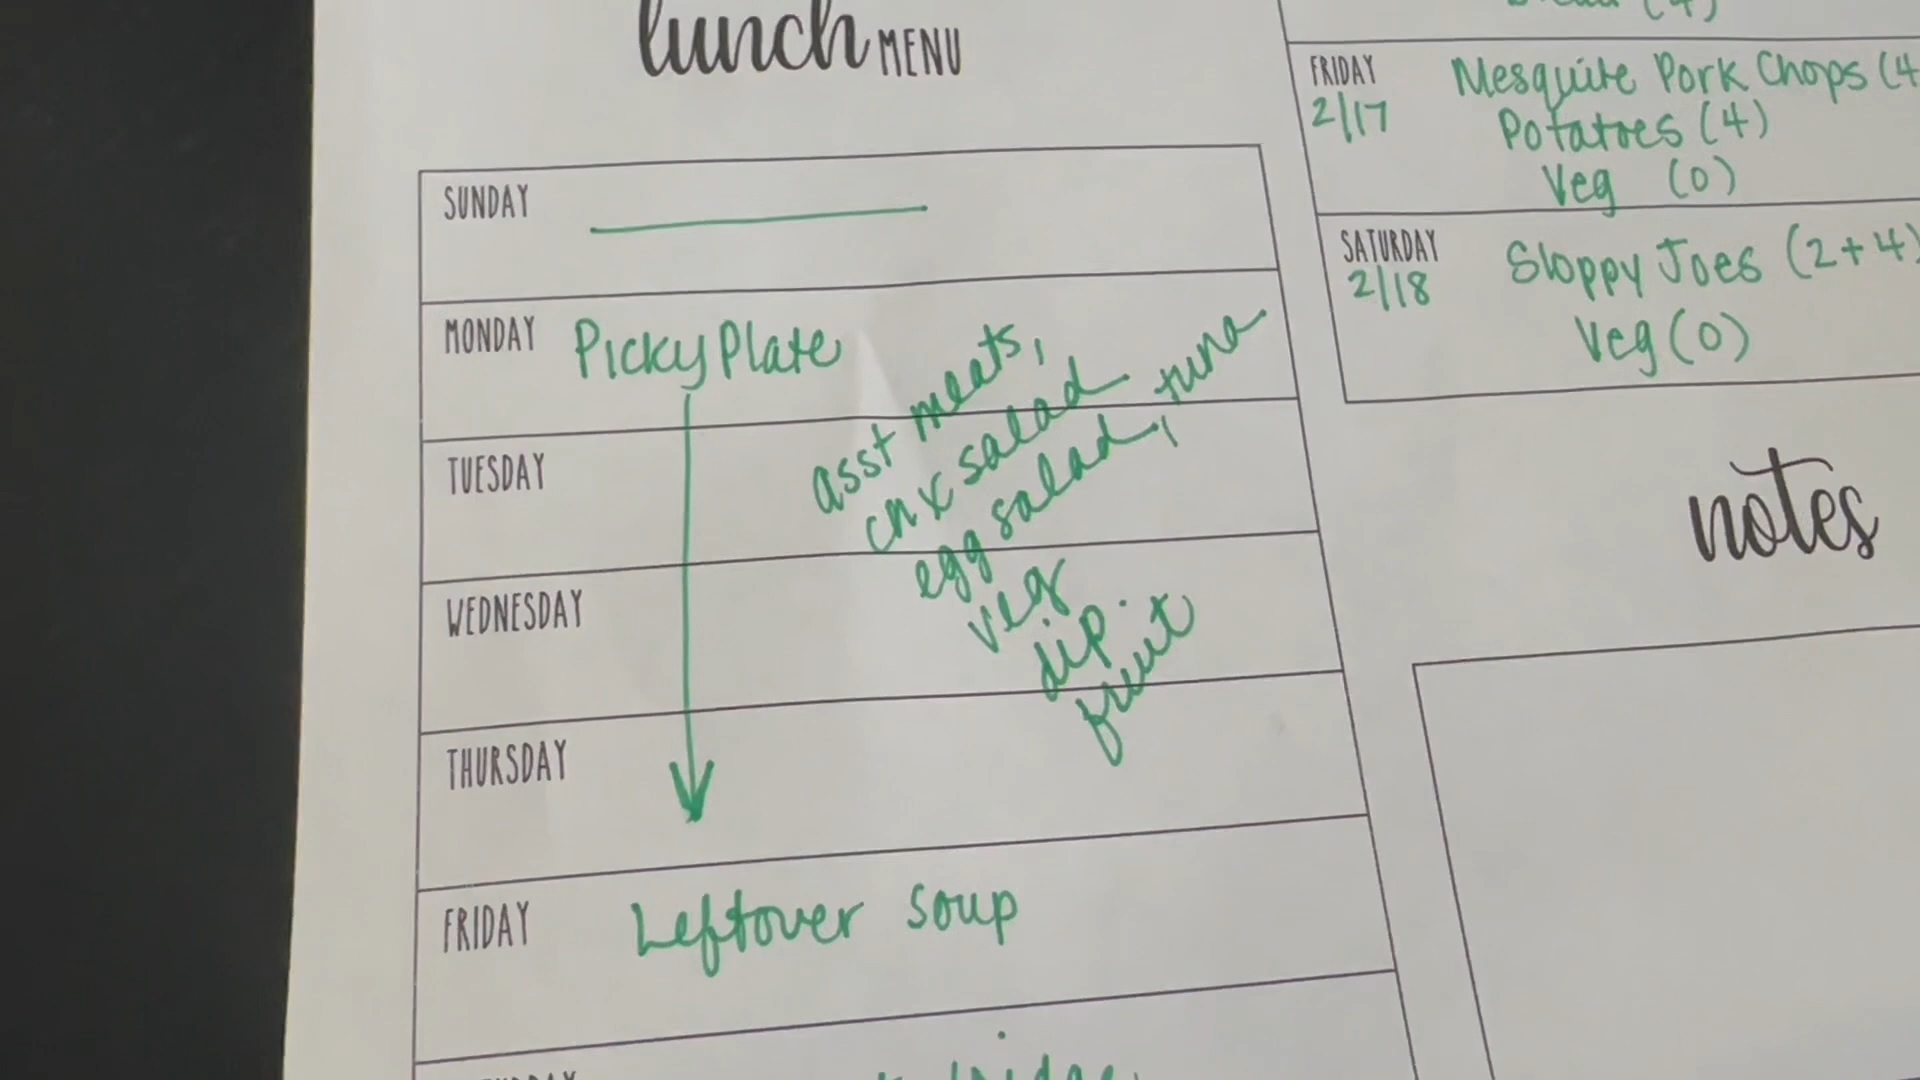 lunch MENU
SUNDAY
MONDAY Picky Plate
asst meats,
cnx salad
egg salad, tuna
veg
dip
fruit
TUESDAY
WEDNESDAY
THURSDAY
FRIDAY Leftover Soup
FRIDAY
2/17
Mesquite Pork Chops (4
Potatoes (4)
Veg (0)
SATURDAY
2/18
Sloppy Joes (2+4)
Veg (0)
notes